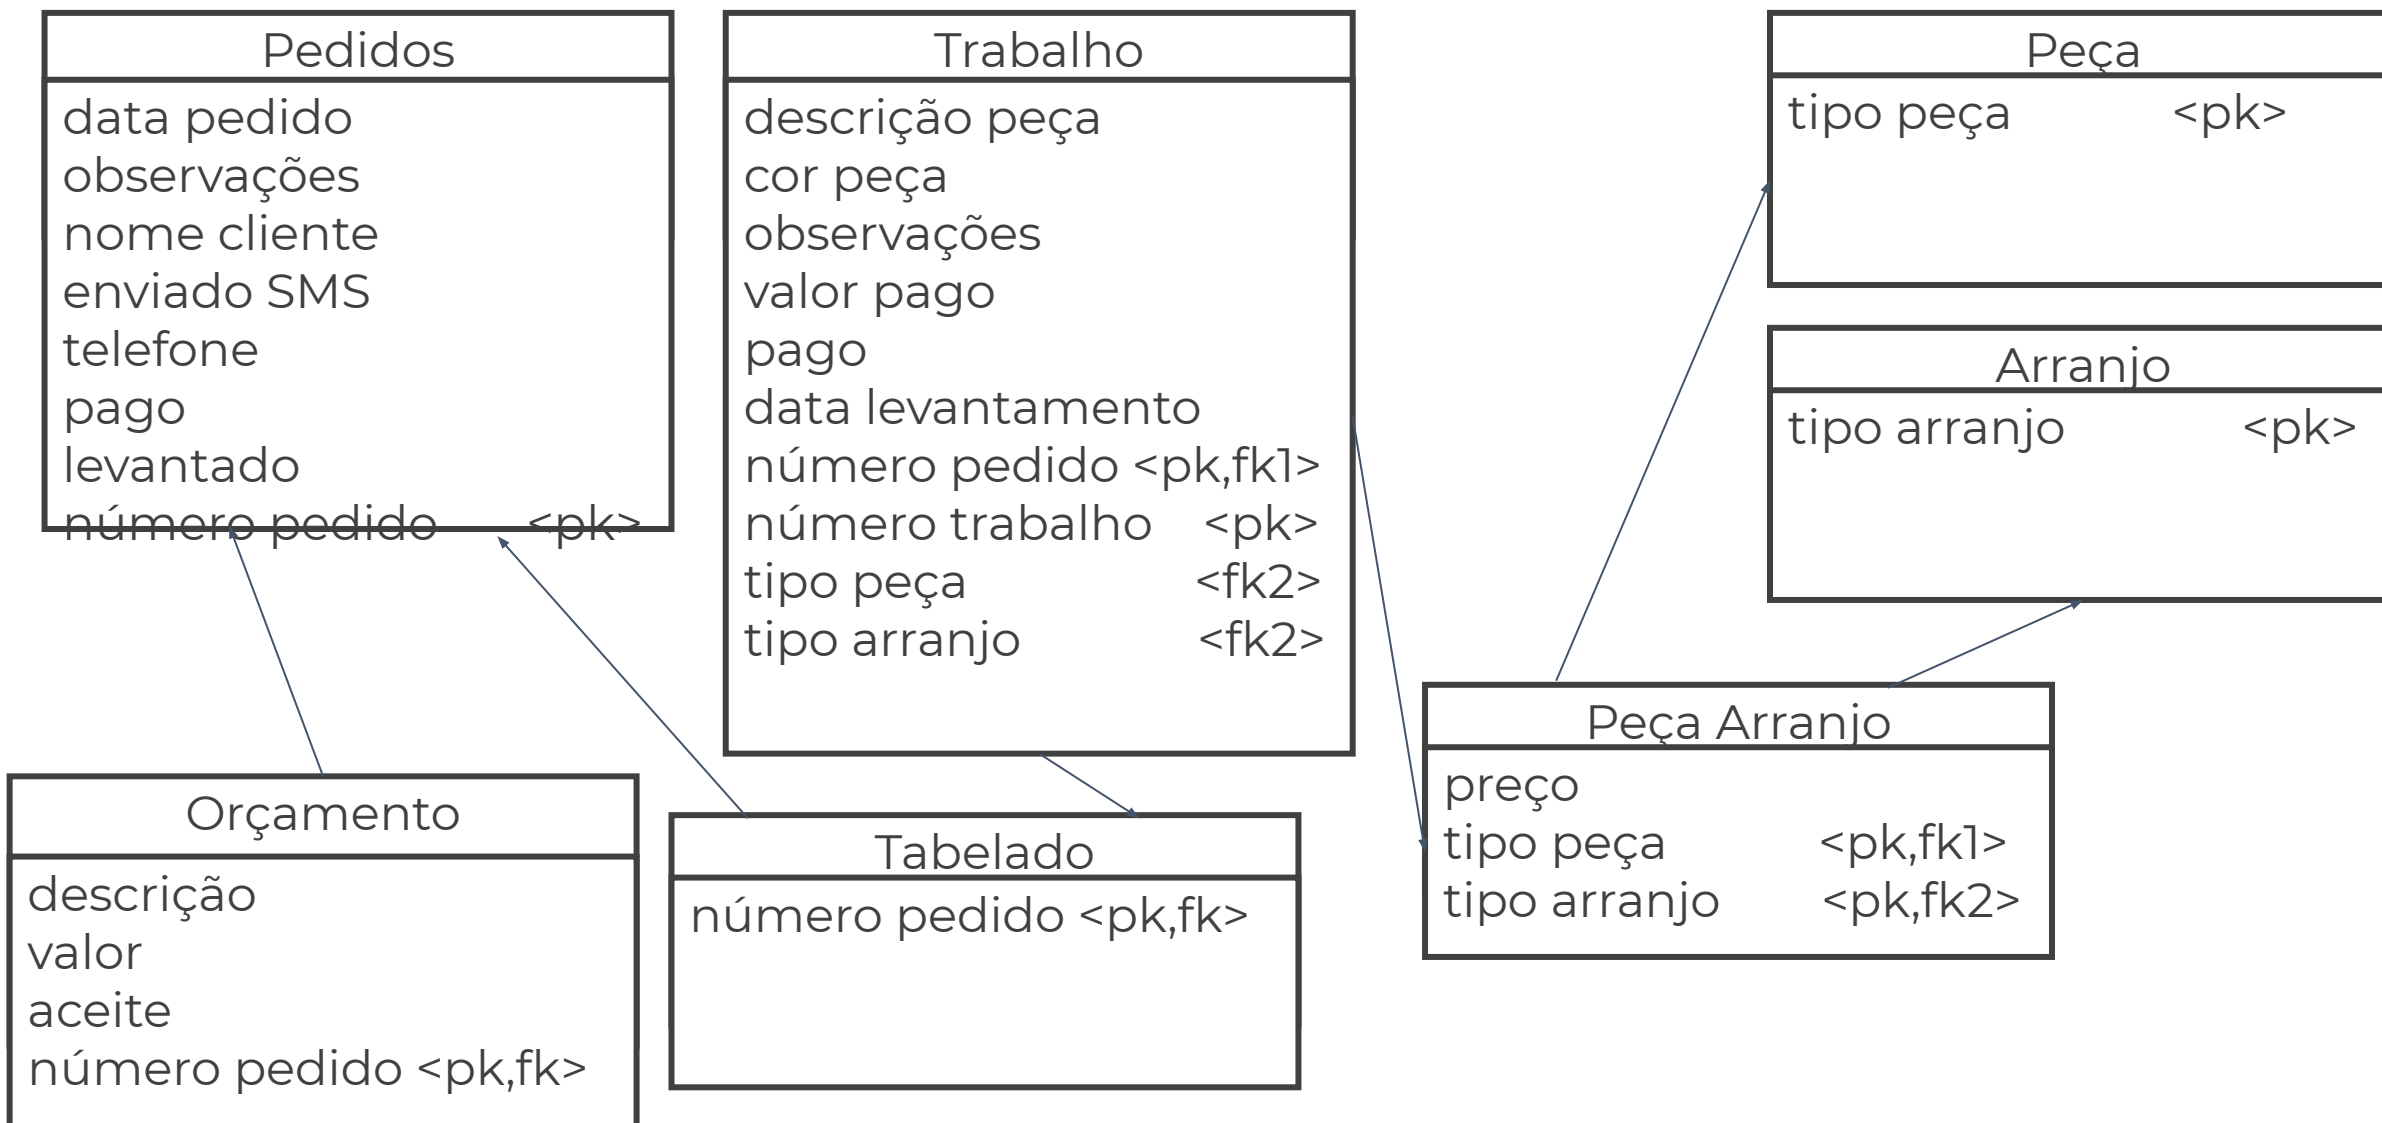 Pedidos
data pedido
observações
nome cliente
enviado SMS
telefone
pago
levantado
número pedido <pk>
Trabalho
descrição peça
cor peça
observações
valor pago
pago
data levantamento
número pedido <pk,fk1>
número trabalho <pk>
tipo peça <fk2>
tipo arranjo <fk2>
Peça
tipo peça <pk>
Arranjo
tipo arranjo <pk>
Orçamento
descrição
valor
aceite
número pedido <pk,fk>
Tabelado
número pedido <pk,fk>
Peça Arranjo
preço
tipo peça <pk,fk1>
tipo arranjo <pk,fk2>